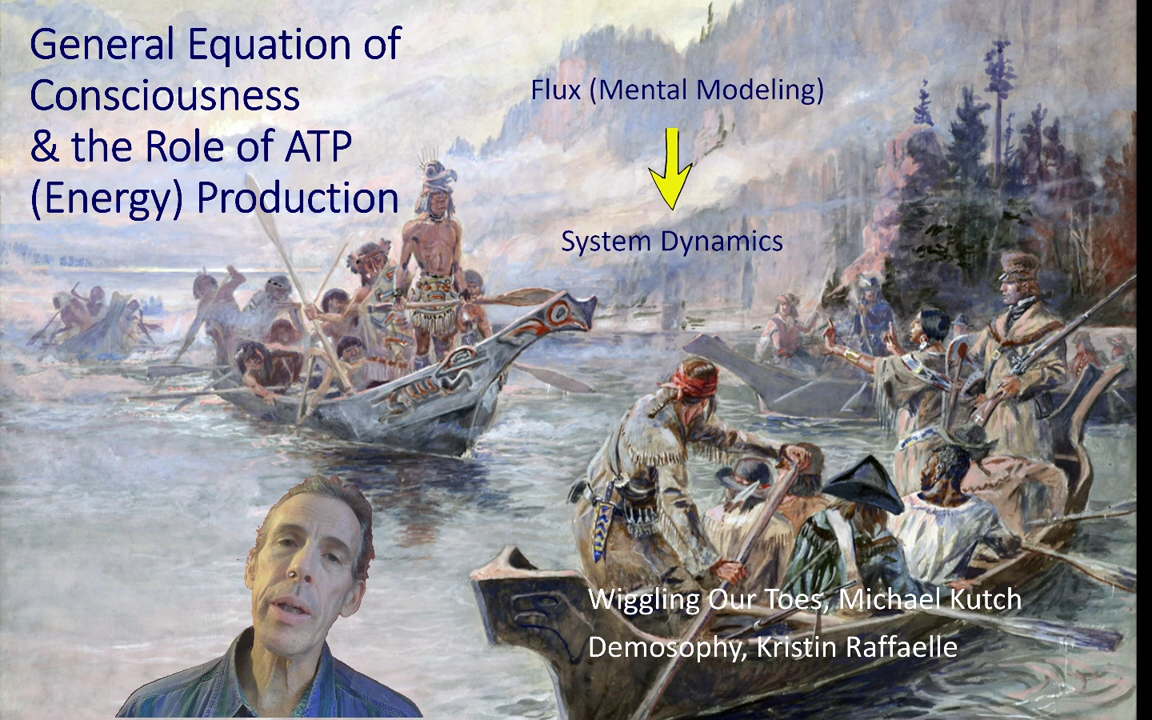 General Equation of
Consciousness
& the Role of ATP
(Energy) Production
Flux (Mental Modeling)
System Dynamics
Wiggling Our Toes, Michael Kutch
Demosophy, Kristin Raffaelle